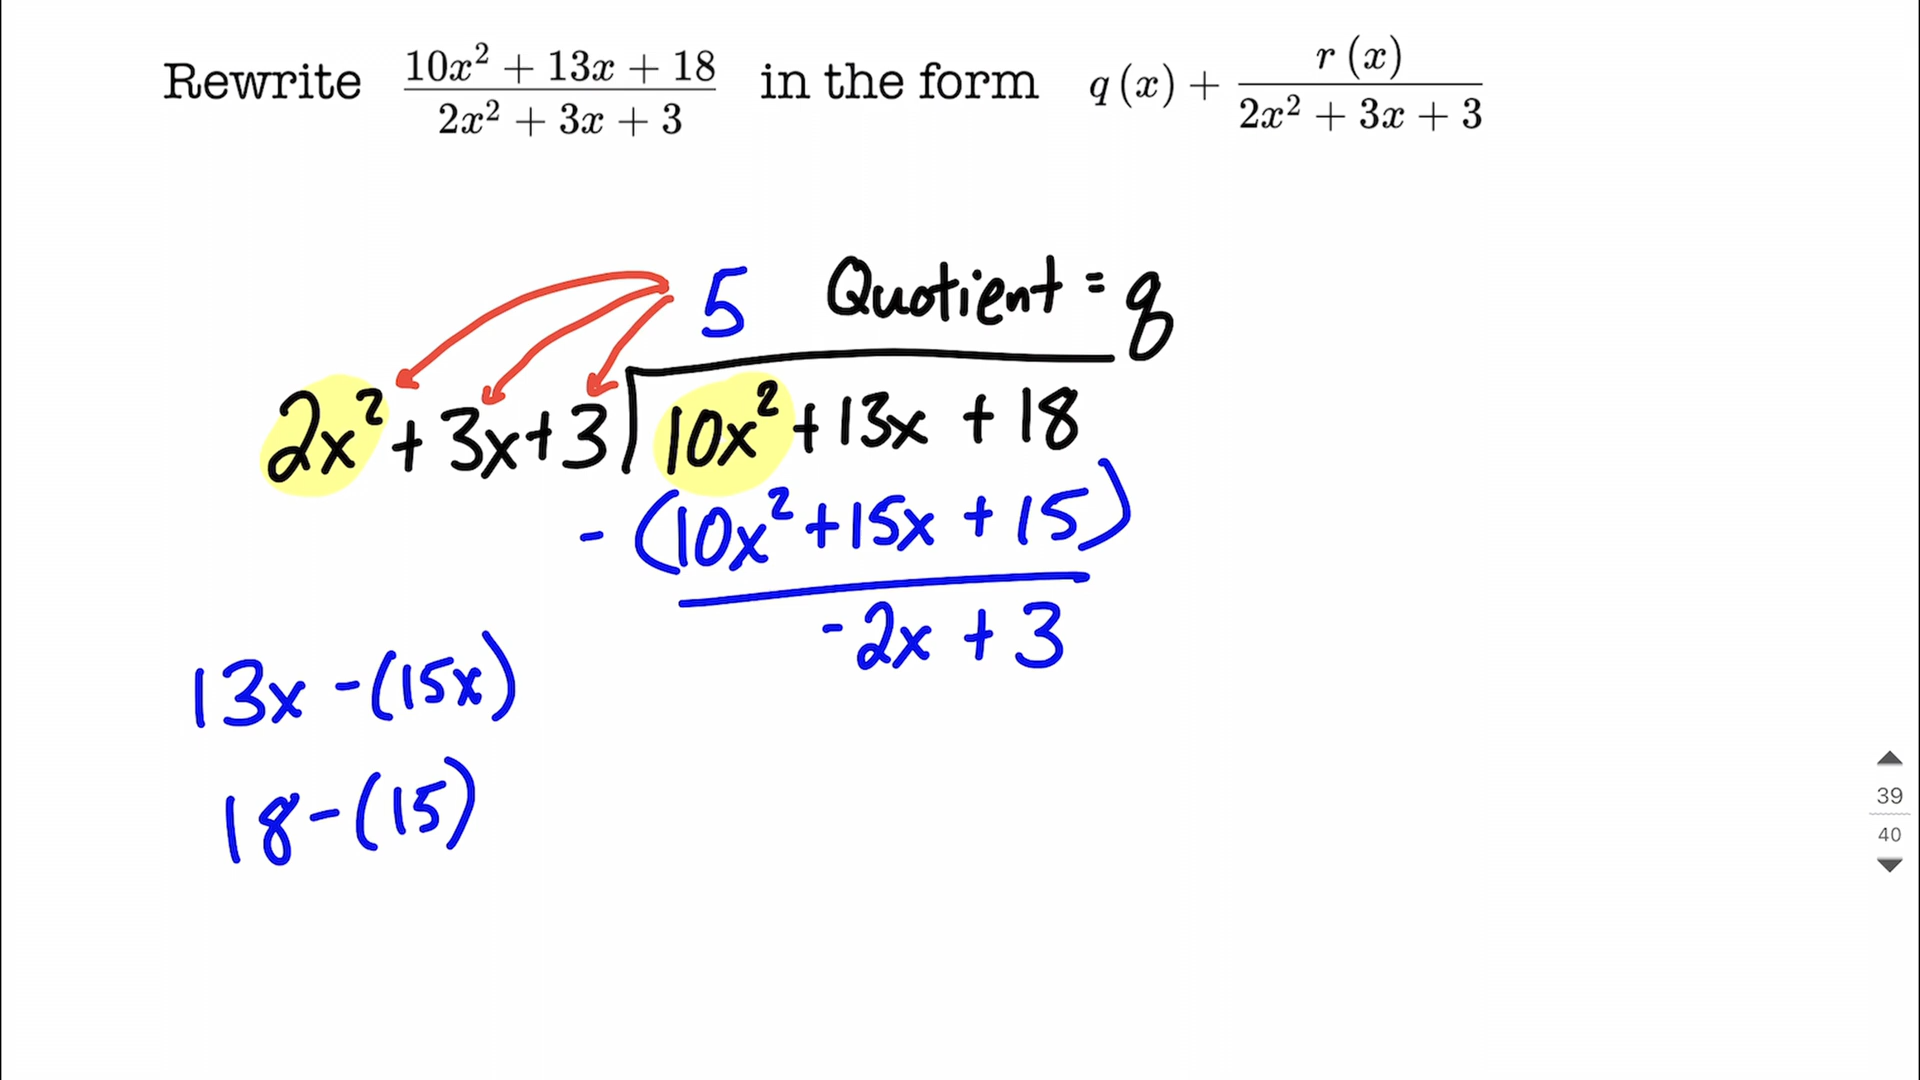 Rewrite (10x² + 13x + 18)/(2x² + 3x + 3) in the form q(x) + r(x)/(2x² + 3x + 3)
5 Quotient = q
2x² + 3x + 3 ) 10x² + 13x + 18
- (10x² + 15x + 15)
-2x + 3
13x - (15x)
18 - (15)
39
40